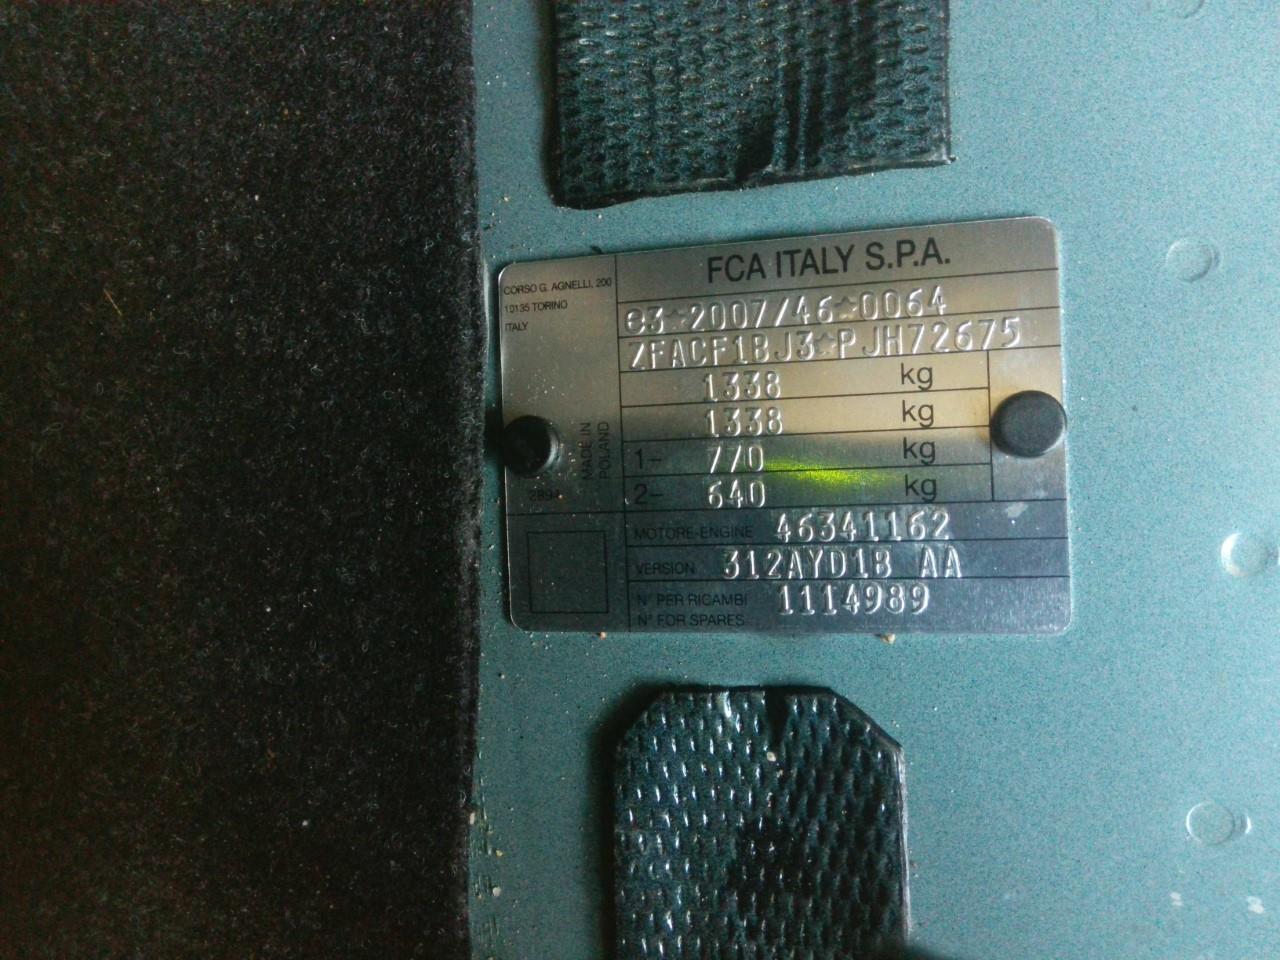 FCA ITALY S.P.A.
CORSO G. AGNELLI, 200
10135 TORINO
ITALY
e3*2007/46*0064
ZFACF1BJ3*PJH72675
1338 kg
1338 kg
1- 770 kg
2- 640 kg
MADE IN
POLAND
2894
MOTORE-ENGINE 46341162
VERSION 312AYD1B AA
N° PER RICAMBI 1114989
N° FOR SPARES